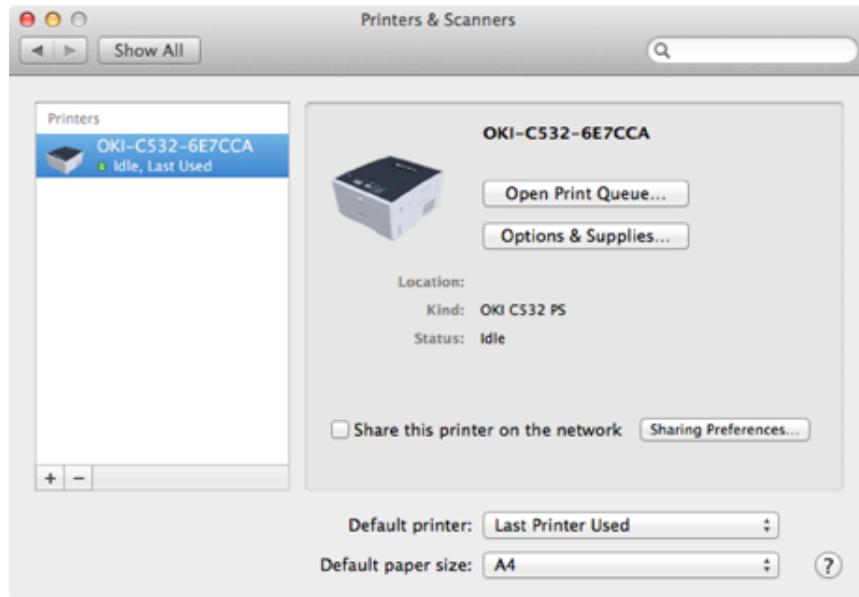 Printers & Scanners
Show All
Printers
OKI-C532-6E7CCA
Idle, Last Used
+ −
OKI-C532-6E7CCA
Open Print Queue...
Options & Supplies...
Location:
Kind: OKI C532 PS
Status: Idle
Share this printer on the network Sharing Preferences...
Default printer: Last Printer Used
Default paper size: A4 ?